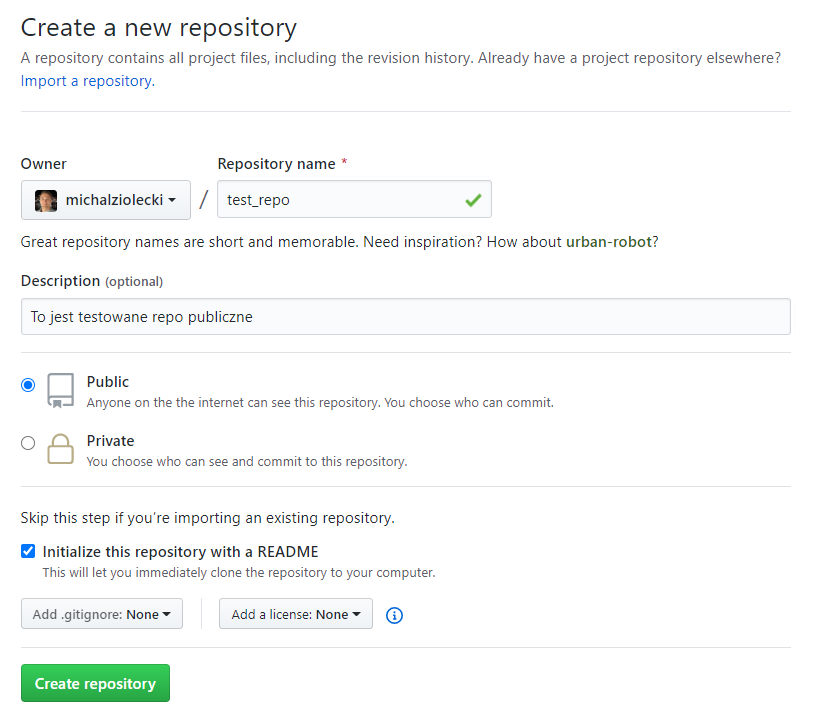 Create a new repository
A repository contains all project files, including the revision history. Already have a project repository elsewhere?
Import a repository.
Owner
Repository name *
michalziolecki
/
test_repo
Great repository names are short and memorable. Need inspiration? How about urban-robot?
Description (optional)
To jest testowane repo publiczne
Public
Anyone on the the internet can see this repository. You choose who can commit.
Private
You choose who can see and commit to this repository.
Skip this step if you’re importing an existing repository.
Initialize this repository with a README
This will let you immediately clone the repository to your computer.
Add .gitignore: None
Add a license: None
Create repository